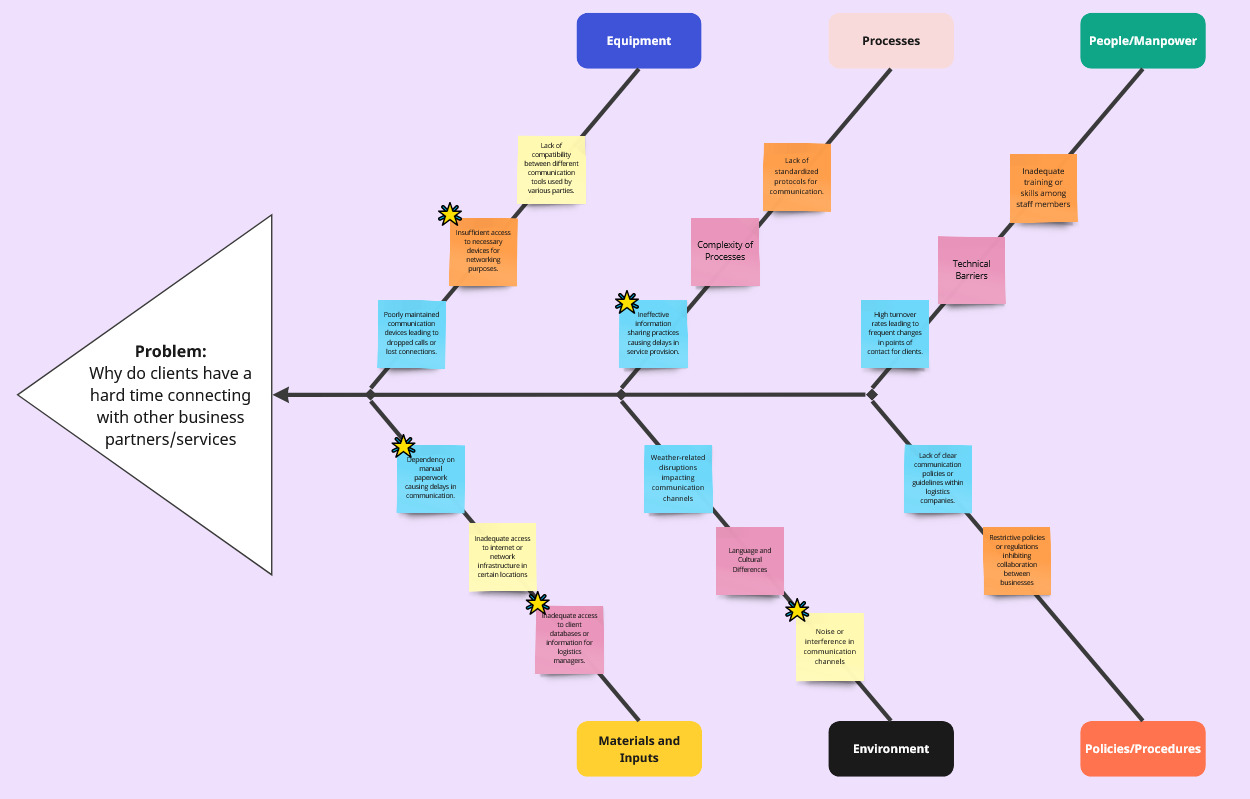 Equipment
Processes
People/Manpower
Lack of
compatibility
between different
communication
tools used by
various parties.
Insufficient access
to necessary
devices for
networking
purposes.
Poorly maintained
communication
devices leading to
dropped calls or
lost connections.
Lack of
standardized
protocols for
communication.
Complexity of
Processes
Ineffective
information
sharing practices
causing delays in
service provision.
Inadequate
training or
skills among
staff members
Technical
Barriers
High turnover
rates leading to
frequent changes
in points of
contact for clients.
Problem:
Why do clients have a
hard time connecting
with other business
partners/services
Dependency on
manual
paperwork
causing delays in
communication.
Inadequate access
to internet or
network
infrastructure in
certain locations
Inadequate access
to client
databases or
information for
logistics
managers.
Weather-related
disruptions
impacting
communication
channels
Language and
Cultural
Differences
Noise or
interference in
communication
channels
Lack of clear
communication
policies or
guidelines within
logistics
companies.
Restrictive policies
or regulations
inhibiting
collaboration
between
businesses
Materials and
Inputs
Environment
Policies/Procedures